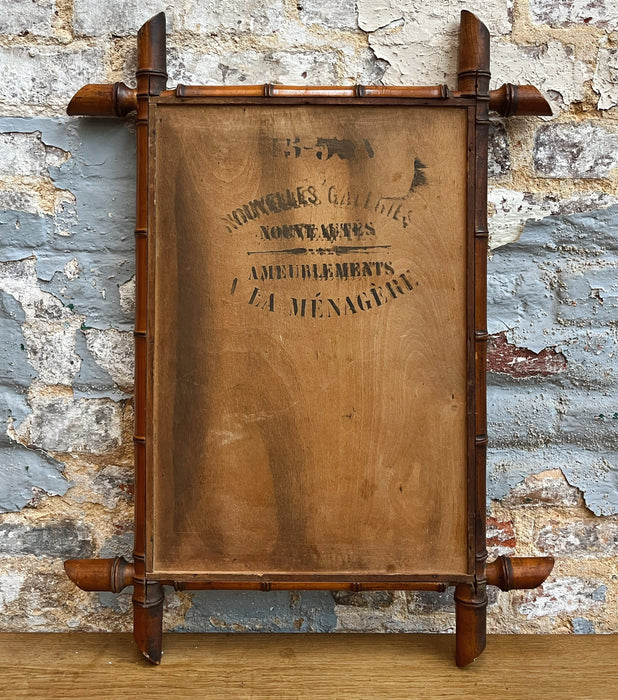 NOUVELLES GALERIES
NOUVEAUTÉS
AMEUBLEMENTS
A LA MÉNAGÈRE